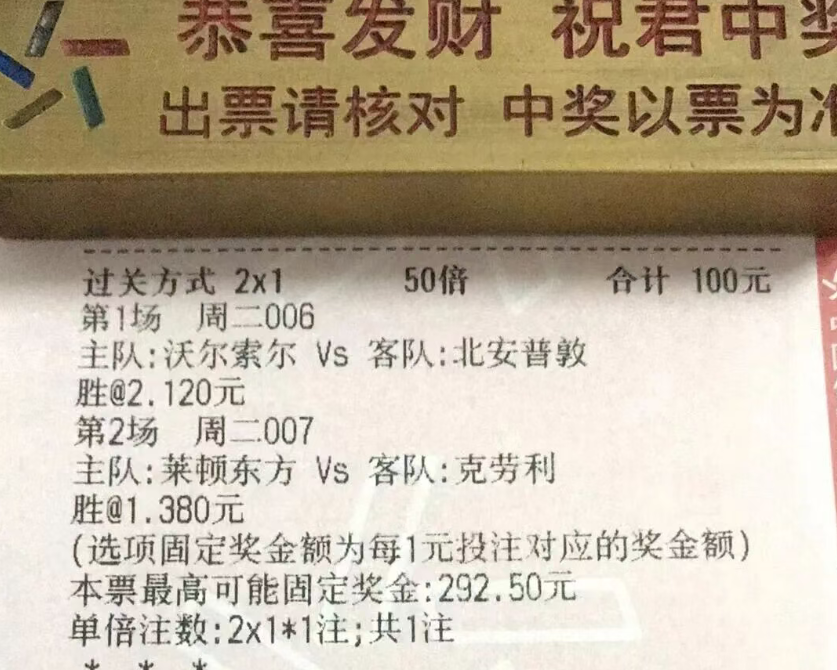 恭喜发财 祝君中奖
出票请核对 中奖以票为准
过关方式 2x1 50倍 合计 100元
第1场 周二006
主队:沃尔索尔 Vs 客队:北安普敦
胜@2.120元
第2场 周二007
主队:莱顿东方 Vs 客队:克劳利
胜@1.380元
(选项固定奖金额为每1元投注对应的奖金额)
本票最高可能固定奖金:292.50元
单倍注数:2x1*1注;共1注
* * *